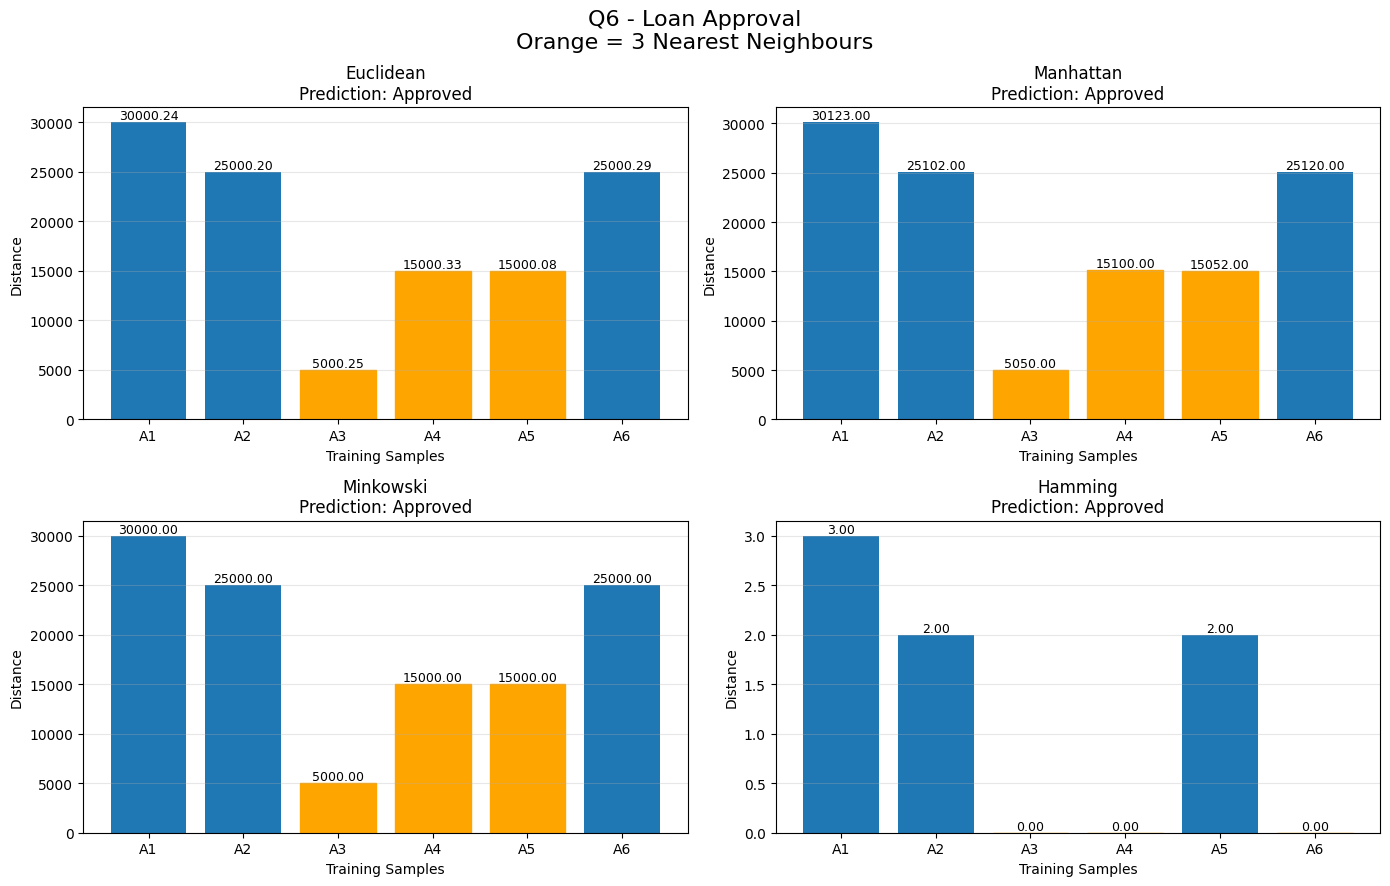 Q6 - Loan Approval
Orange = 3 Nearest Neighbours
Euclidean
Prediction: Approved
30000.24
25000.20
5000.25
15000.33
15000.08
25000.29
30000
25000
20000
15000
10000
5000
0
Distance
A1 A2 A3 A4 A5 A6
Training Samples
Manhattan
Prediction: Approved
30123.00
25102.00
5050.00
15100.00
15052.00
25120.00
30000
25000
20000
15000
10000
5000
0
Distance
A1 A2 A3 A4 A5 A6
Training Samples
Minkowski
Prediction: Approved
30000.00
25000.00
5000.00
15000.00
15000.00
25000.00
30000
25000
20000
15000
10000
5000
0
Distance
A1 A2 A3 A4 A5 A6
Training Samples
Hamming
Prediction: Approved
3.00
2.00
0.00
0.00
2.00
0.00
3.0
2.5
2.0
1.5
1.0
0.5
0.0
Distance
A1 A2 A3 A4 A5 A6
Training Samples